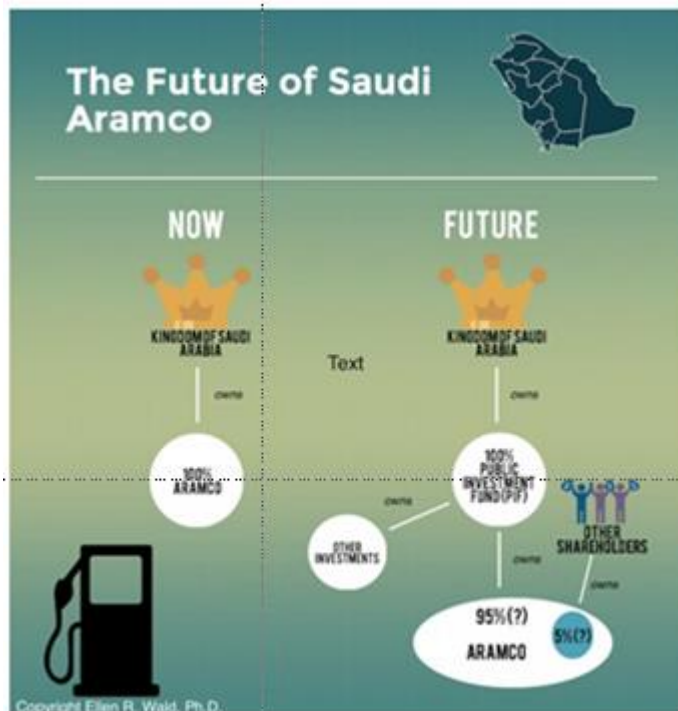 The Future of Saudi
Aramco
NOW
FUTURE
KINGDOM OF SAUDI
ARABIA
KINGDOM OF SAUDI
ARABIA
Text
owns
owns
100%
ARAMCO
100%
PUBLIC
INVESTMENT
FUND(PIF)
owns
OTHER
INVESTMENTS
OTHER
SHAREHOLDERS
owns
owns
95%(?)
ARAMCO
5%(?)
Copyright Ellen R. Wald, Ph.D.